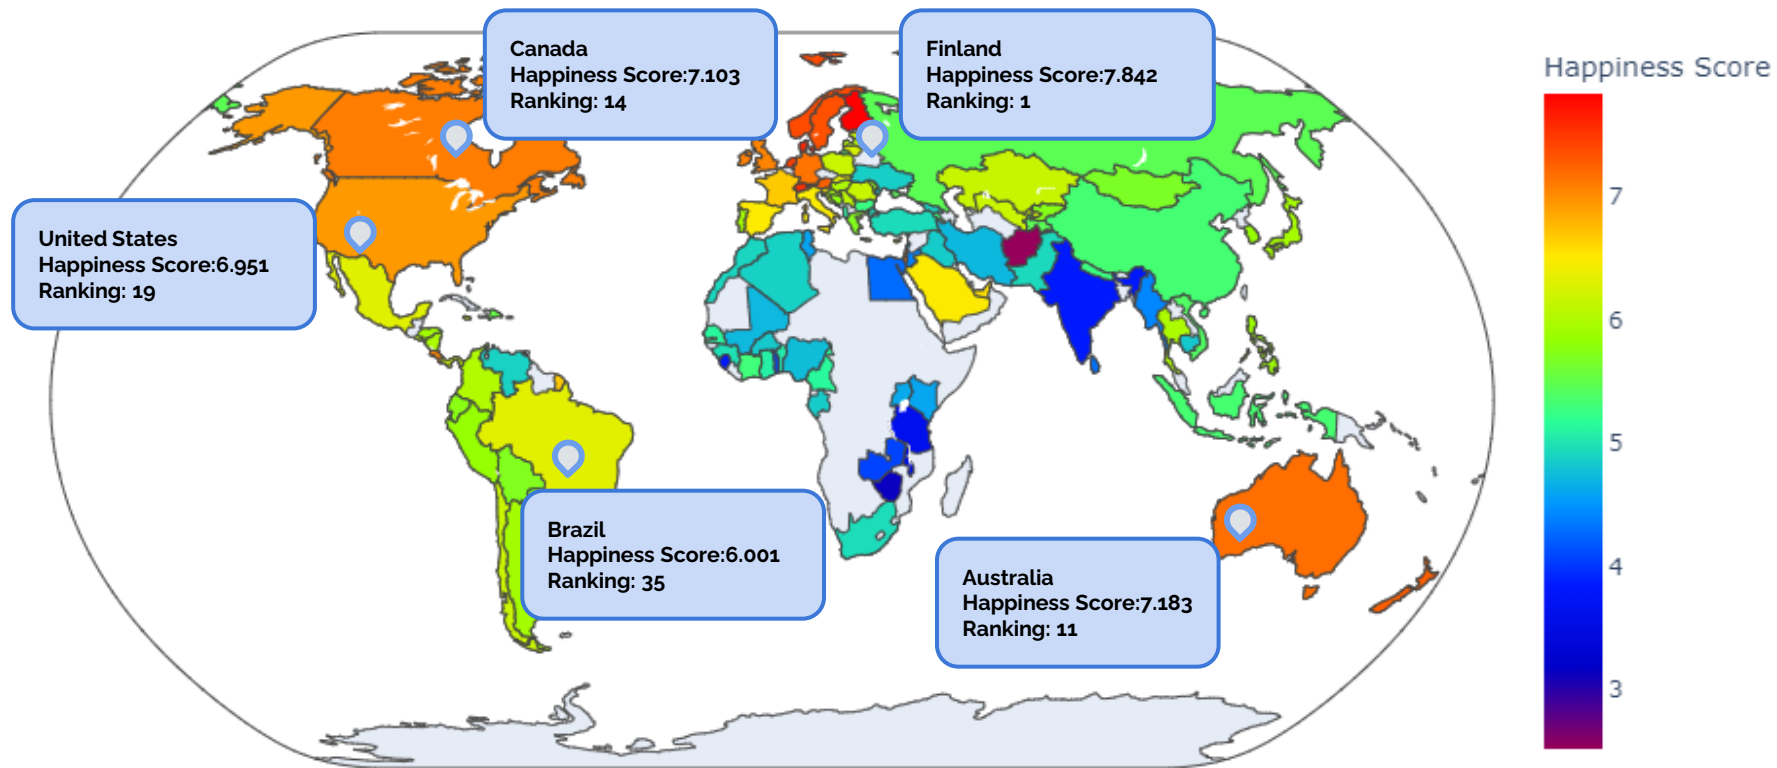 Canada
Happiness Score:7.103
Ranking: 14
Finland
Happiness Score:7.842
Ranking: 1
United States
Happiness Score:6.951
Ranking: 19
Brazil
Happiness Score:6.001
Ranking: 35
Australia
Happiness Score:7.183
Ranking: 11
Happiness Score
7
6
5
4
3